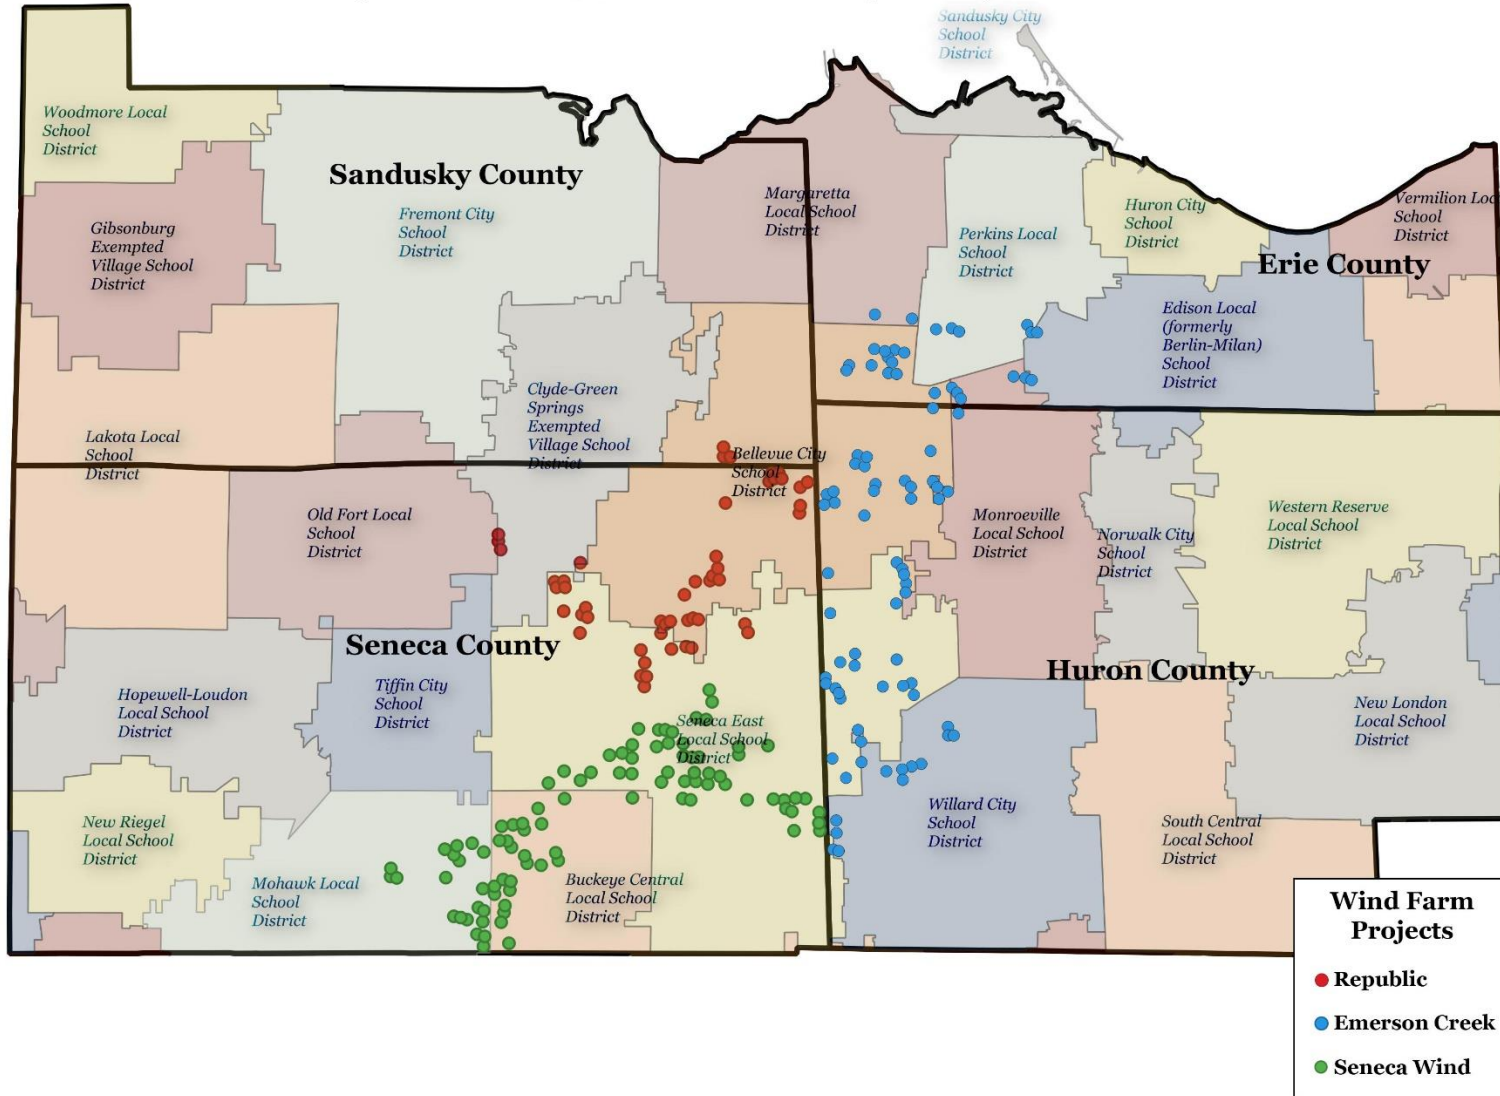 Sandusky City
School
District
Woodmore Local
School
District
Sandusky County
Gibsonburg
Exempted
Village School
District
Fremont City
School
District
Margaretta
Local School
District
Perkins Local
School
District
Huron City
School
District
Vermilion Loc
School
District
Erie County
Edison Local
(formerly
Berlin-Milan)
School
District
Clyde-Green
Springs
Exempted
Village School
District
Lakota Local
School
District
Bellevue City
School
District
Old Fort Local
School
District
Monroeville
Local School
District
Norwalk City
School
District
Western Reserve
Local School
District
Seneca County
Huron County
Hopewell-Loudon
Local School
District
Tiffin City
School
District
Seneca East
Local School
District
New London
Local School
District
New Riegel
Local School
District
Mohawk Local
School
District
Buckeye Central
Local School
District
Willard City
School
District
South Central
Local School
District
Wind Farm
Projects
Republic
Emerson Creek
Seneca Wind